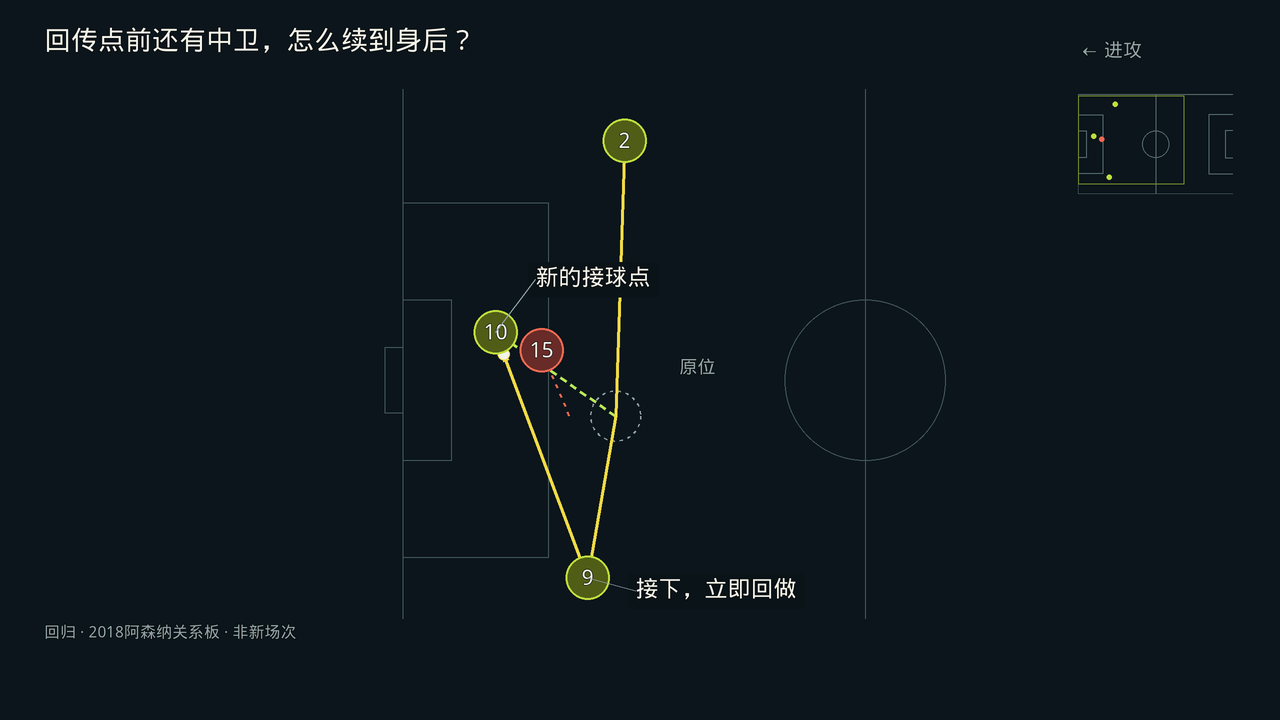 回传点前还有中卫，怎么续到身后？
← 进攻
2
新的接球点
10
15
原位
9
接下，立即回做
回归 · 2018阿森纳关系板 · 非新场次